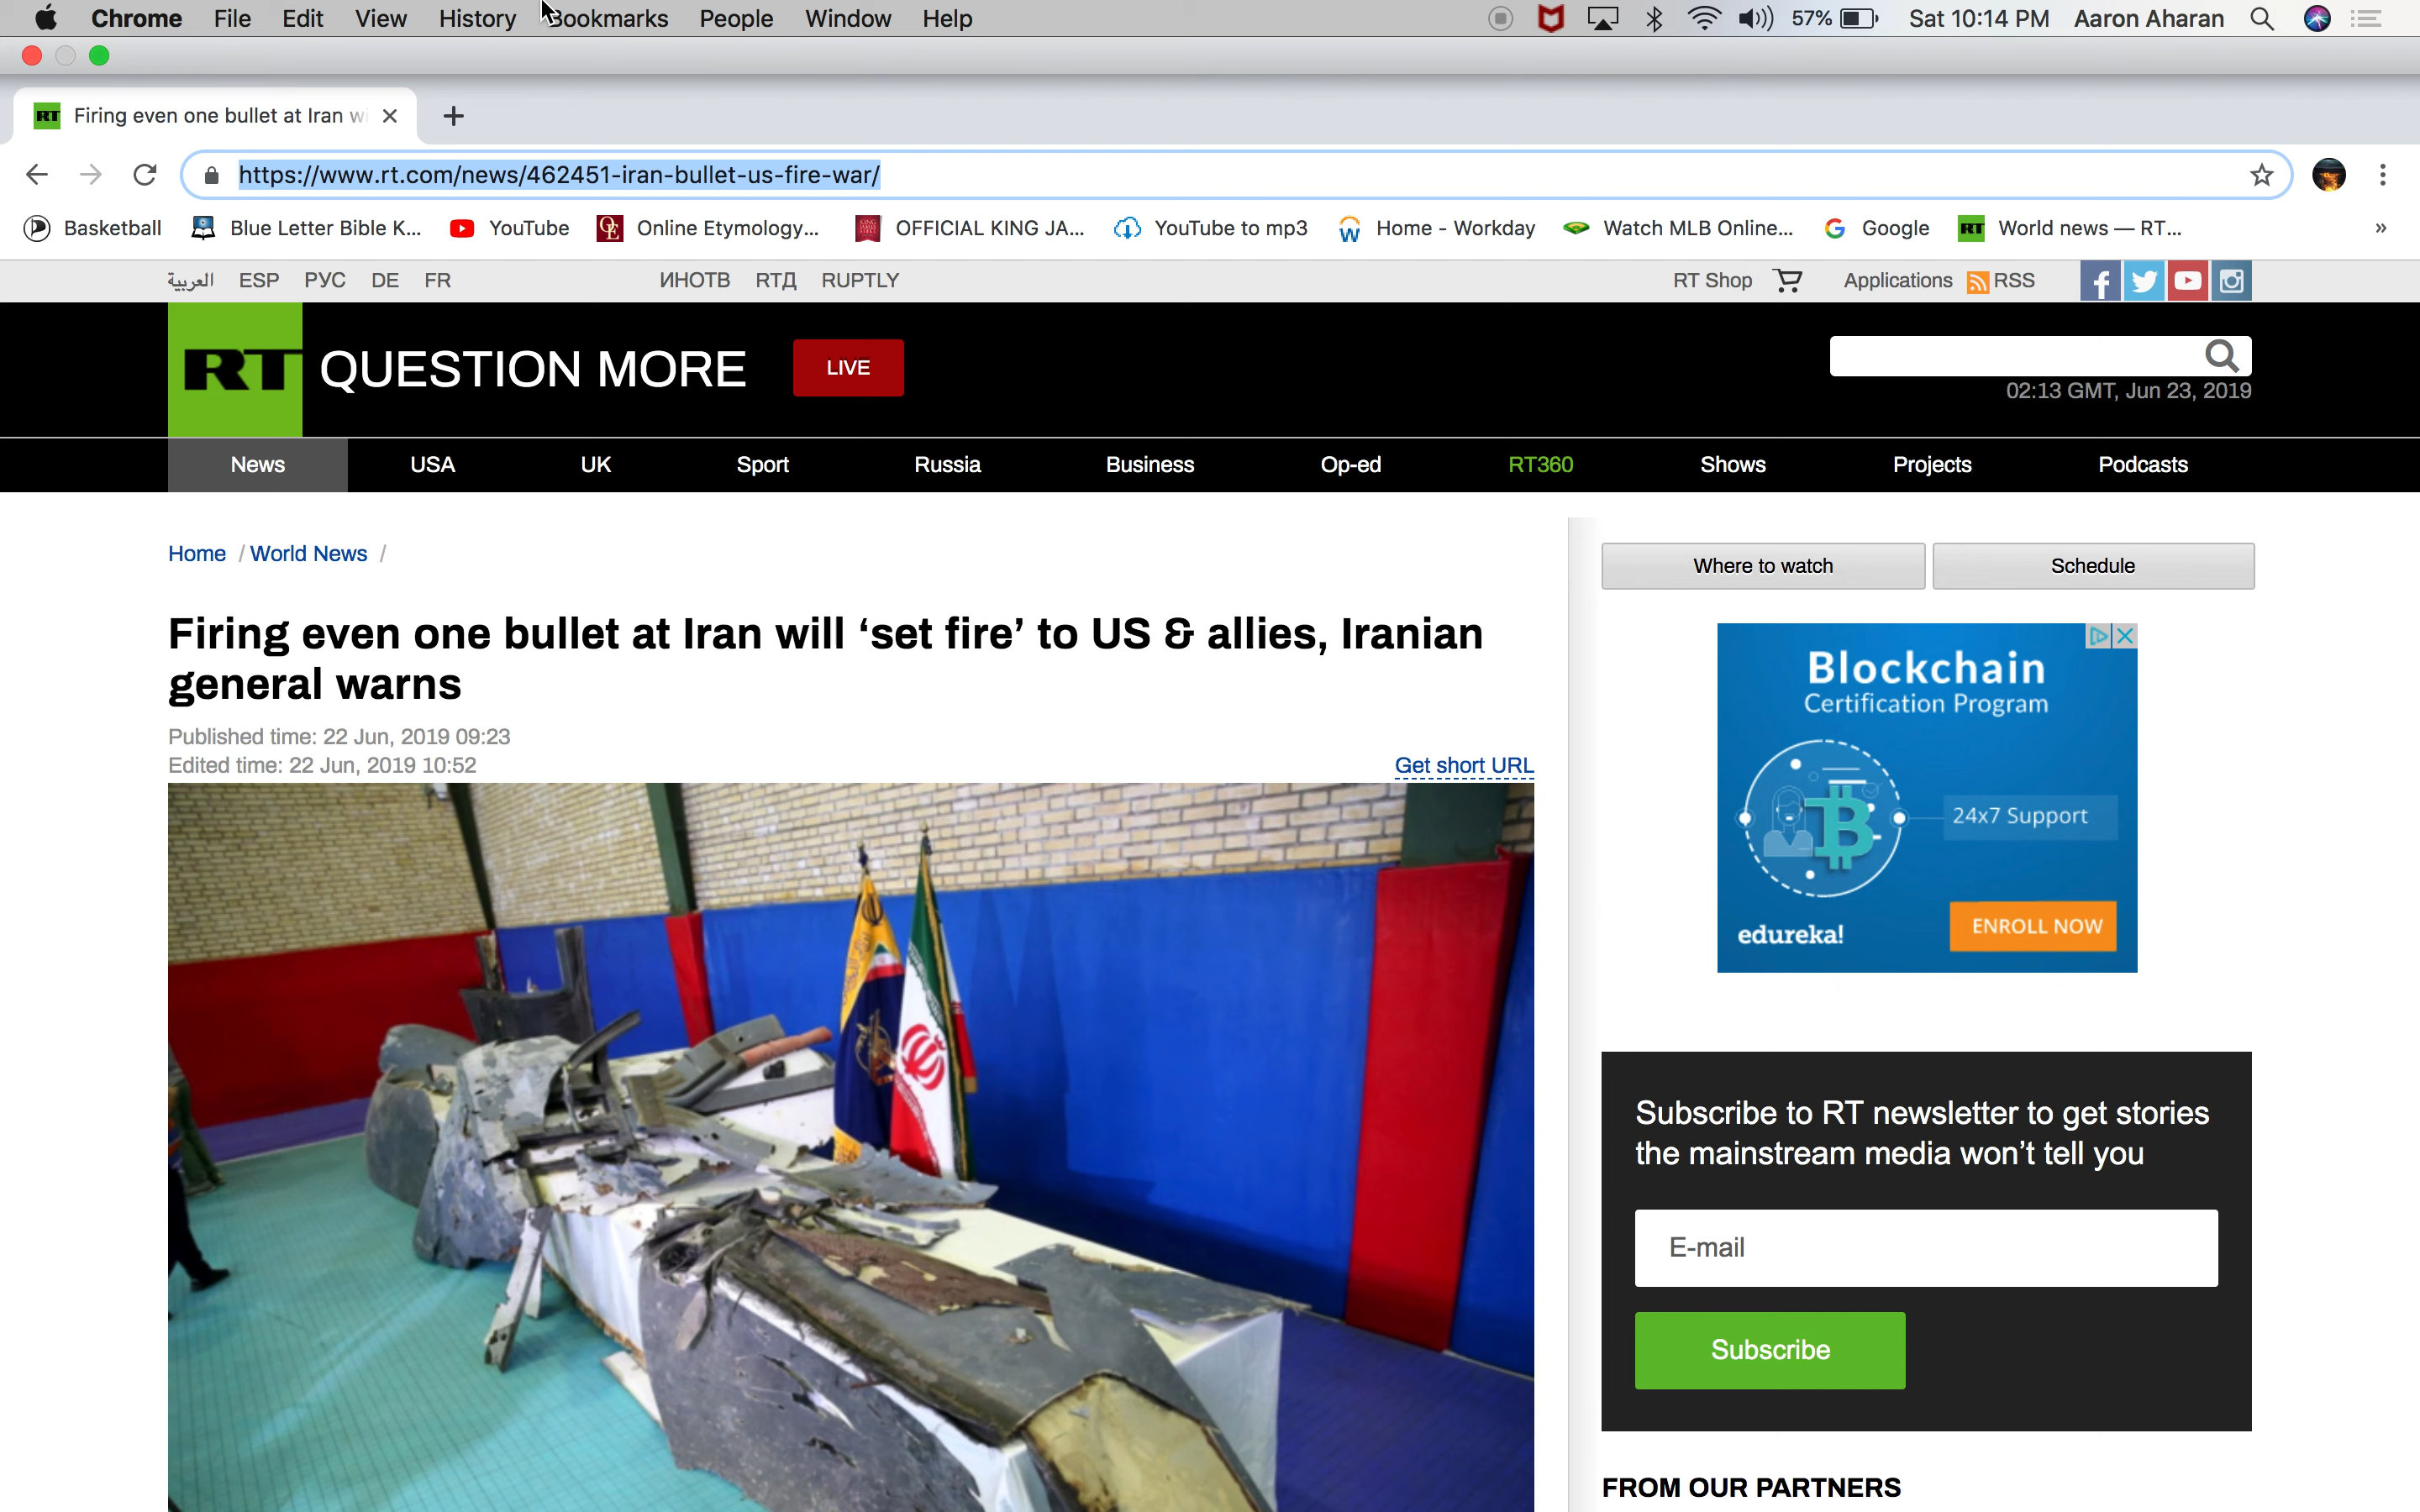 Chrome File Edit View History Bookmarks People Window Help 57% Sat 10:14 PM Aaron Aharan
RT Firing even one bullet at Iran wi
https://www.rt.com/news/462451-iran-bullet-us-fire-war/
Basketball Blue Letter Bible K... YouTube Online Etymology... OFFICIAL KING JA... YouTube to mp3 Home - Workday Watch MLB Online... Google RT World news — RT... »
العربية ESP РУС DE FR ИНОТВ RTД RUPTLY RT Shop Applications RSS
RT QUESTION MORE LIVE
02:13 GMT, Jun 23, 2019
News USA UK Sport Russia Business Op-ed RT360 Shows Projects Podcasts
Home / World News /
Firing even one bullet at Iran will ‘set fire’ to US & allies, Iranian
general warns
Published time: 22 Jun, 2019 09:23
Edited time: 22 Jun, 2019 10:52
Get short URL
Where to watch Schedule
Blockchain
Certification Program
24x7 Support
edureka! ENROLL NOW
Subscribe to RT newsletter to get stories
the mainstream media won’t tell you
E-mail
Subscribe
FROM OUR PARTNERS